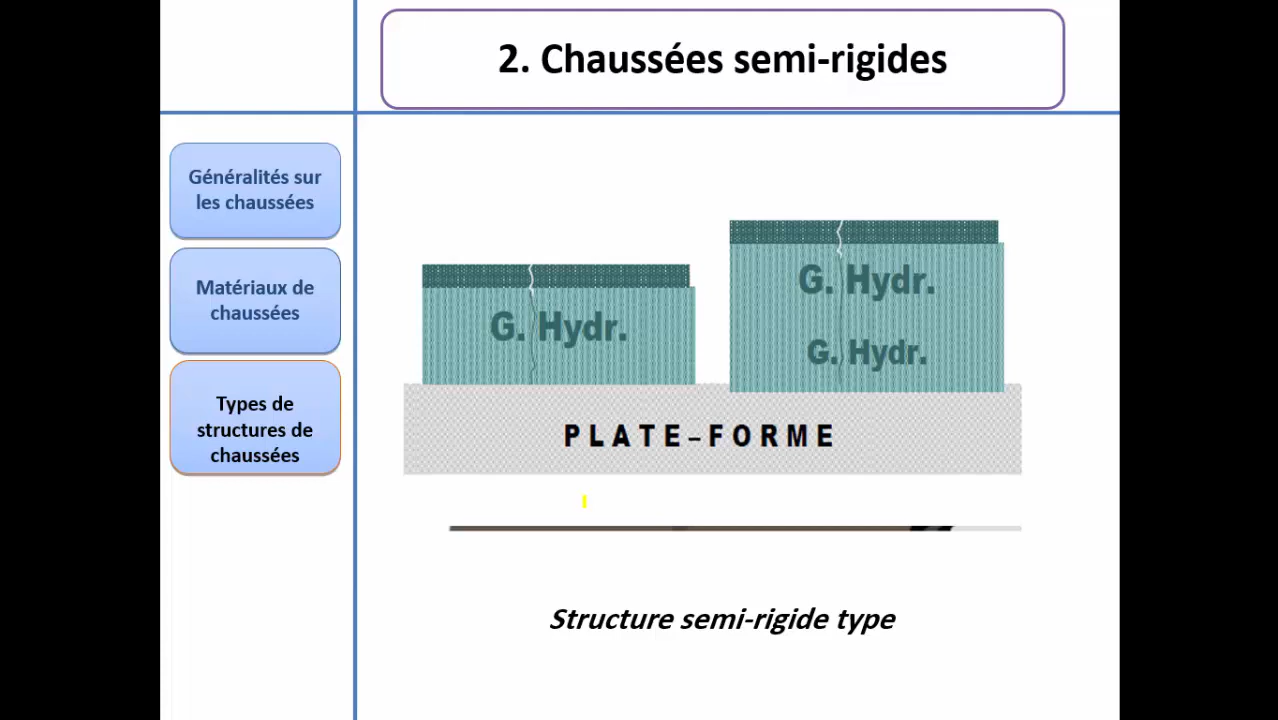 2. Chaussées semi-rigides
Généralités sur
les chaussées
Matériaux de
chaussées
Types de
structures de
chaussées
G. Hydr.
G. Hydr.
G. Hydr.
PLATE–FORME
Structure semi-rigide type